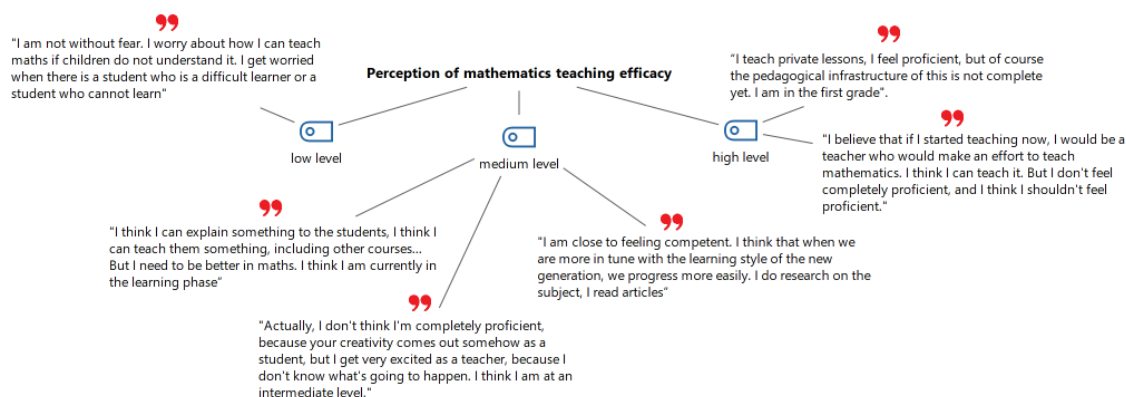 "I am not without fear. I worry about how I can teach
maths if children do not understand it. I get worried
when there is a student who is a difficult learner or a
student who cannot learn"
Perception of mathematics teaching efficacy
"I teach private lessons, I feel proficient, but of course
the pedagogical infrastructure of this is not complete
yet. I am in the first grade".
low level
medium level
high level
"I believe that if I started teaching now, I would be a
teacher who would make an effort to teach
mathematics. I think I can teach it. But I don't feel
completely proficient, and I think I shouldn't feel
proficient."
"I think I can explain something to the students, I think I
can teach them something, including other courses...
But I need to be better in maths. I think I am currently in
the learning phase"
"I am close to feeling competent. I think that when we
are more in tune with the learning style of the new
generation, we progress more easily. I do research on the
subject, I read articles"
"Actually, I don't think I'm completely proficient,
because your creativity comes out somehow as a
student, but I get very excited as a teacher, because I
don't know what's going to happen. I think I am at an
intermediate level."